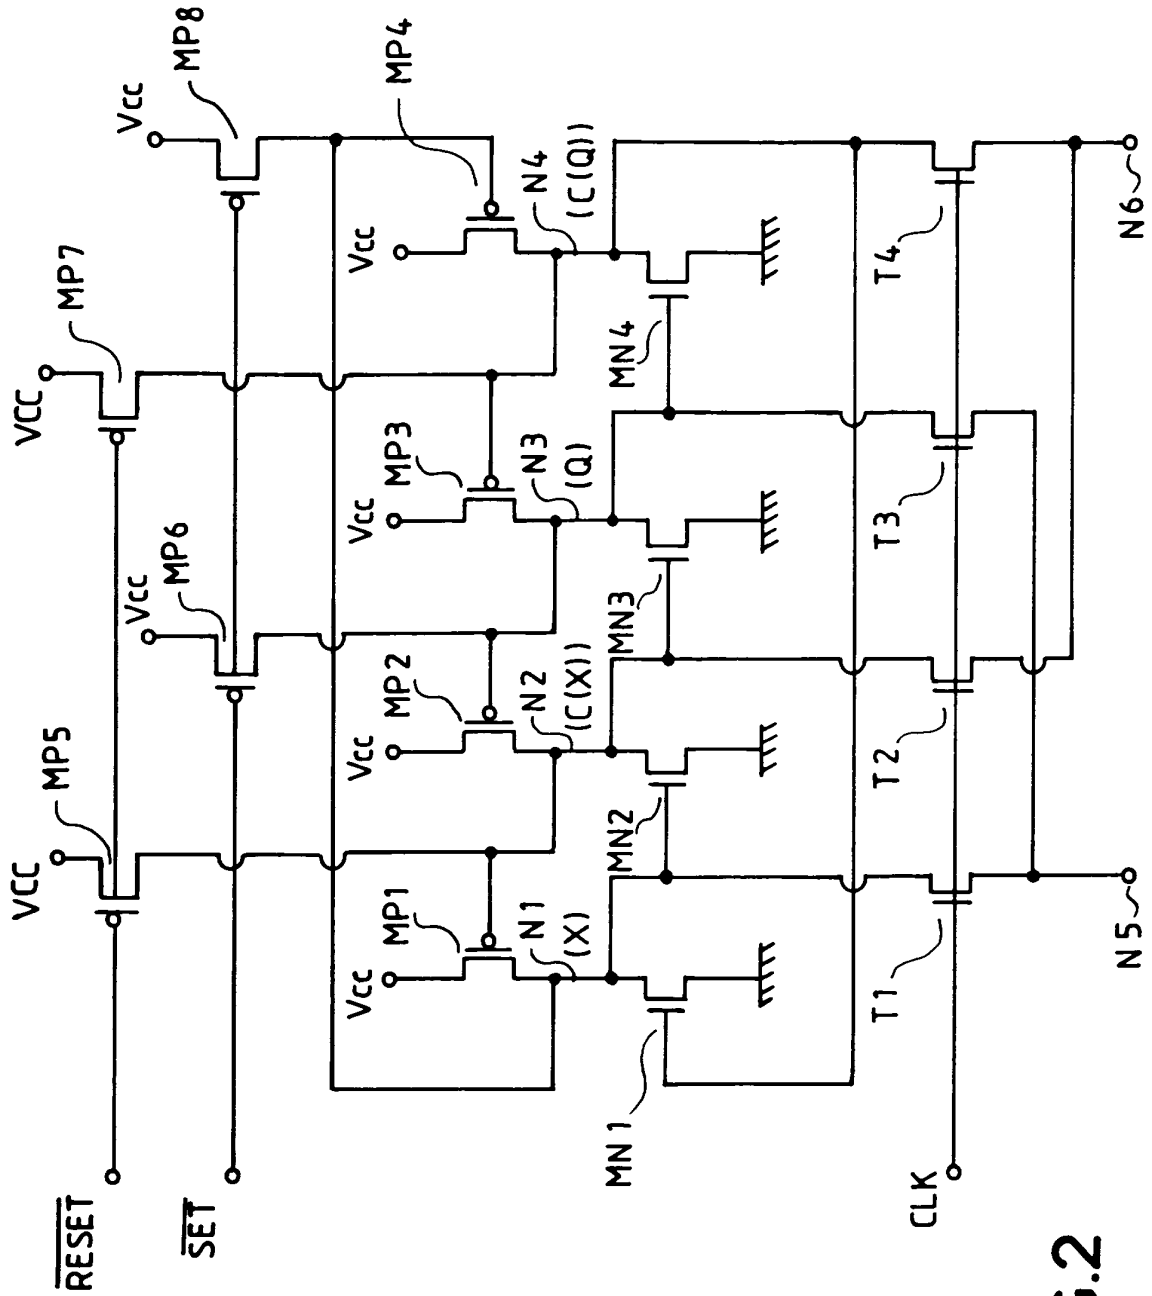 RESET
SET
VCC
MP5
Vcc
MP6
VCC
MP7
Vcc
MP8
Vcc
MP1
N1
(X)
Vcc
MP2
N2
(C(X))
Vcc
MP3
N3
(Q)
Vcc
MP4
N4
(C(Q))
MN1
MN2
MN3
MN4
CLK
T1
T2
T3
T4
N5
N6
.2